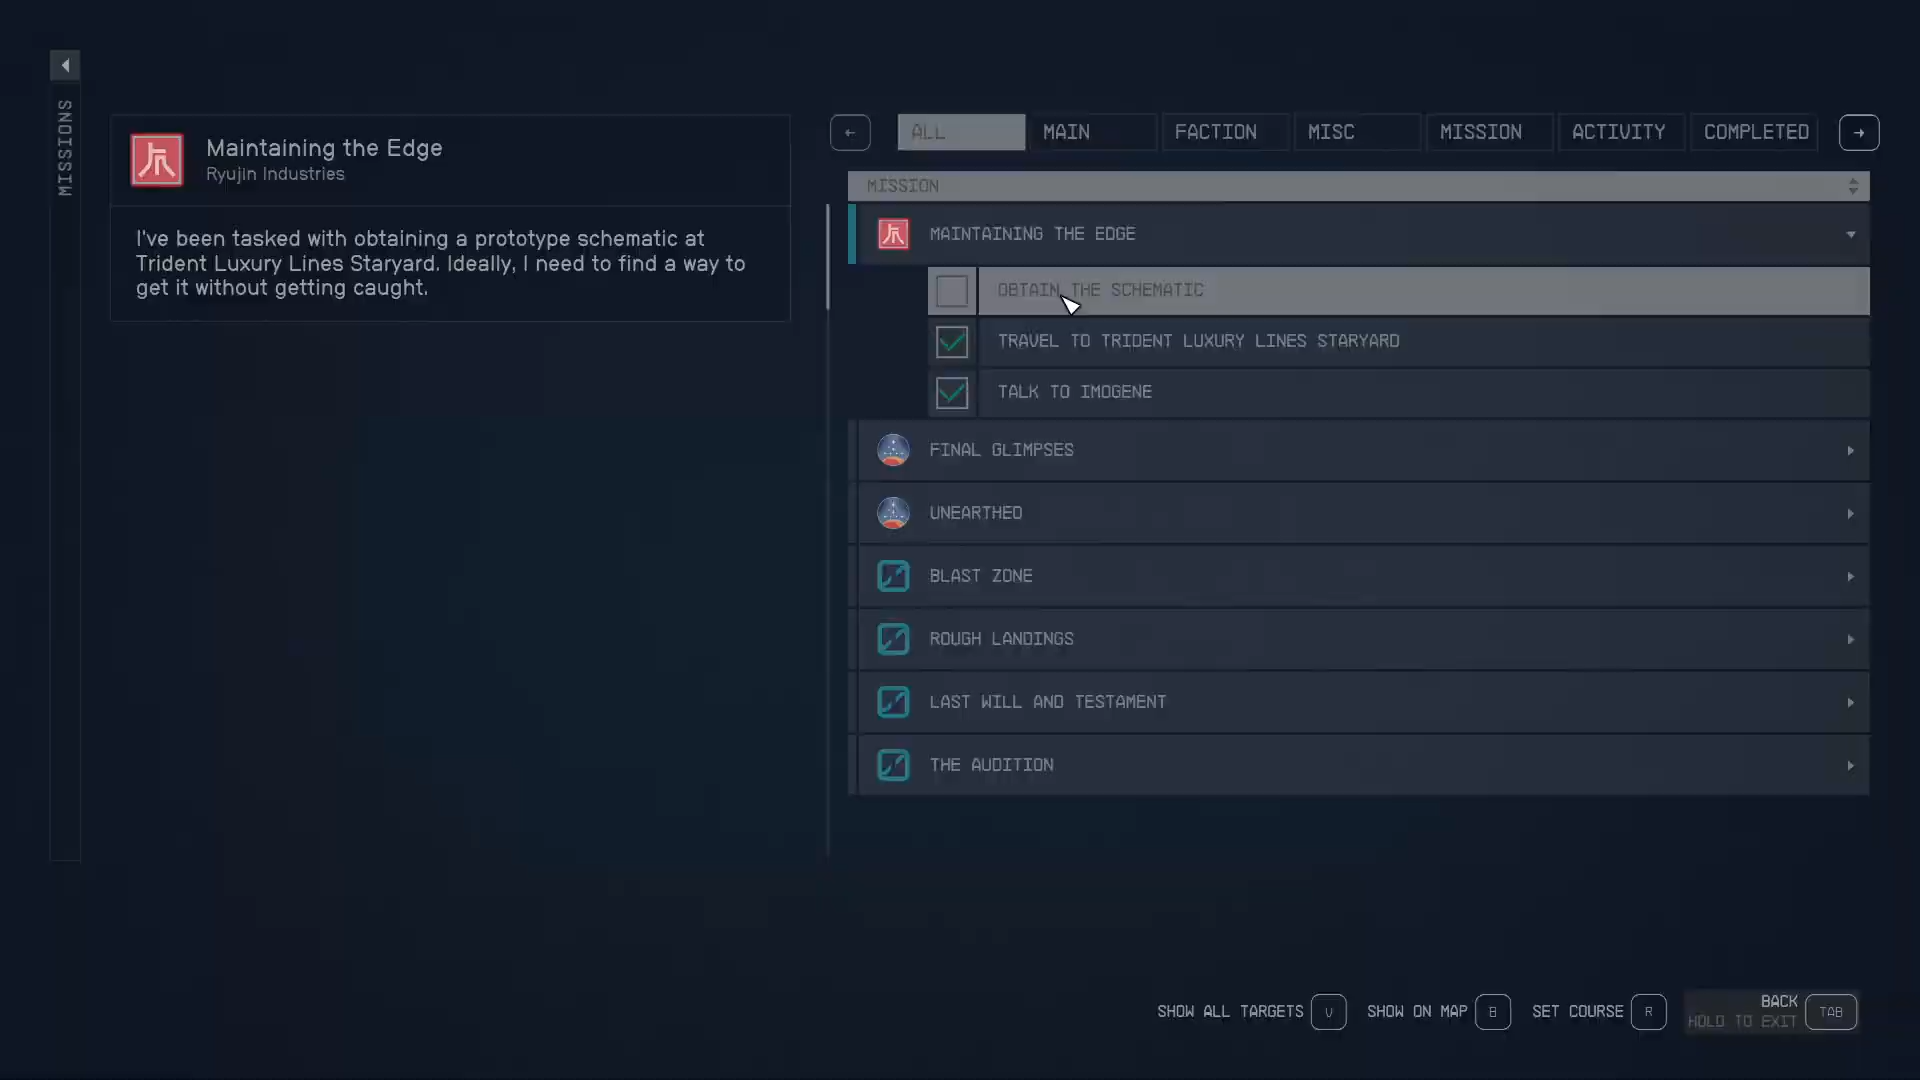 MISSIONS
Maintaining the Edge
Ryujin Industries
I've been tasked with obtaining a prototype schematic at
Trident Luxury Lines Staryard. Ideally, I need to find a way to
get it without getting caught.
ALL
MAIN
FACTION
MISC
MISSION
ACTIVITY
COMPLETED
MISSION
MAINTAINING THE EDGE
OBTAIN THE SCHEMATIC
TRAVEL TO TRIDENT LUXURY LINES STARYARD
TALK TO IMOGENE
FINAL GLIMPSES
UNEARTHED
BLAST ZONE
ROUGH LANDINGS
LAST WILL AND TESTAMENT
THE AUDITION
SHOW ALL TARGETS V
SHOW ON MAP B
SET COURSE R
BACK
HOLD TO EXIT
TAB